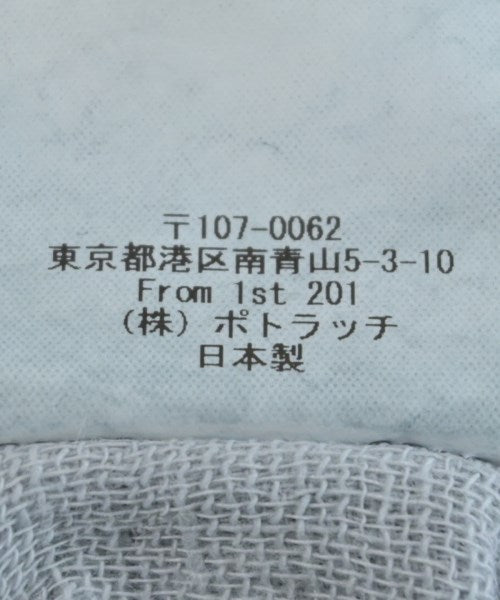 〒107-0062
東京都港区南青山5-3-10
From 1st 201
（株）ポトラッチ
日本製